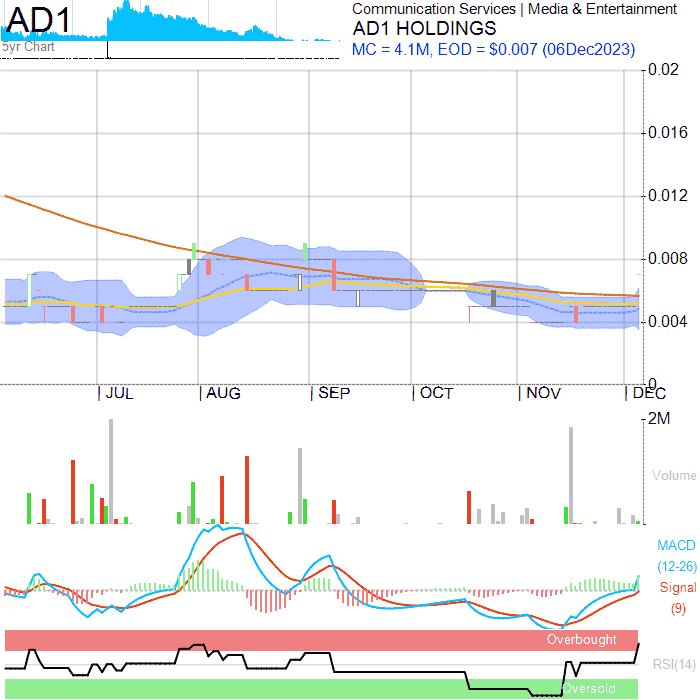 AD1
5yr Chart
Communication Services | Media & Entertainment
AD1 HOLDINGS
MC = 4.1M, EOD = $0.007 (06Dec2023)
0.02
0.016
0.012
0.008
0.004
0
JUL
AUG
SEP
OCT
NOV
DEC
2M
Volume
MACD
(12-26)
Signal
(9)
Overbought
RSI(14)
Oversold